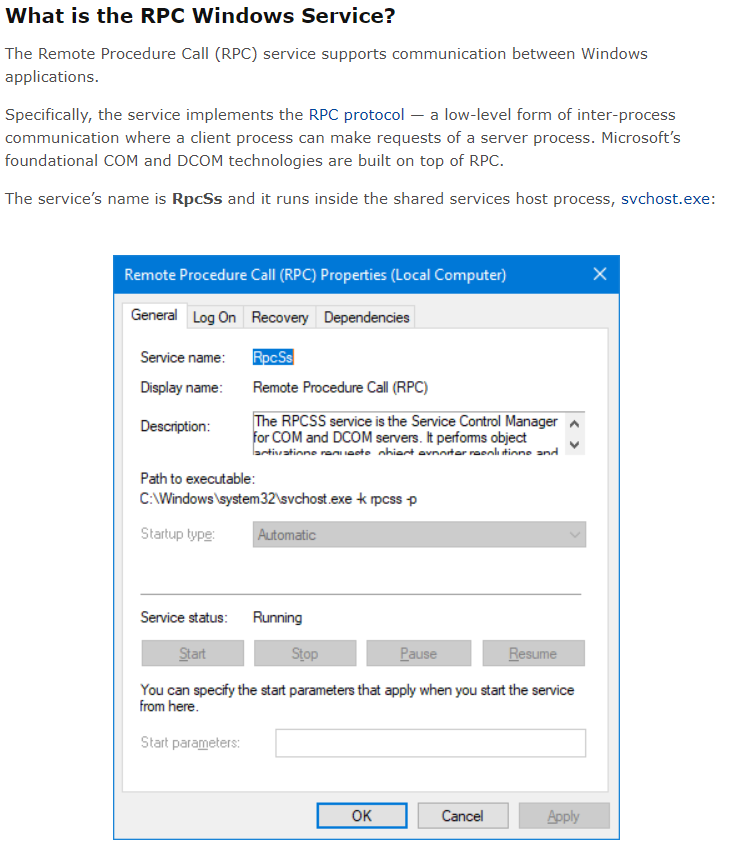 What is the RPC Windows Service?
The Remote Procedure Call (RPC) service supports communication between Windows
applications.
Specifically, the service implements the RPC protocol — a low-level form of inter-process
communication where a client process can make requests of a server process. Microsoft’s
foundational COM and DCOM technologies are built on top of RPC.
The service’s name is RpcSs and it runs inside the shared services host process, svchost.exe:
Remote Procedure Call (RPC) Properties (Local Computer)
General Log On Recovery Dependencies
Service name: RpcSs
Display name: Remote Procedure Call (RPC)
Description: The RPCSS service is the Service Control Manager
for COM and DCOM servers. It performs object
activations requests, object exporter resolutions and
Path to executable:
C:\Windows\system32\svchost.exe -k rpcss -p
Startup type: Automatic
Service status: Running
Start Stop Pause Resume
You can specify the start parameters that apply when you start the service
from here.
Start parameters:
OK Cancel Apply